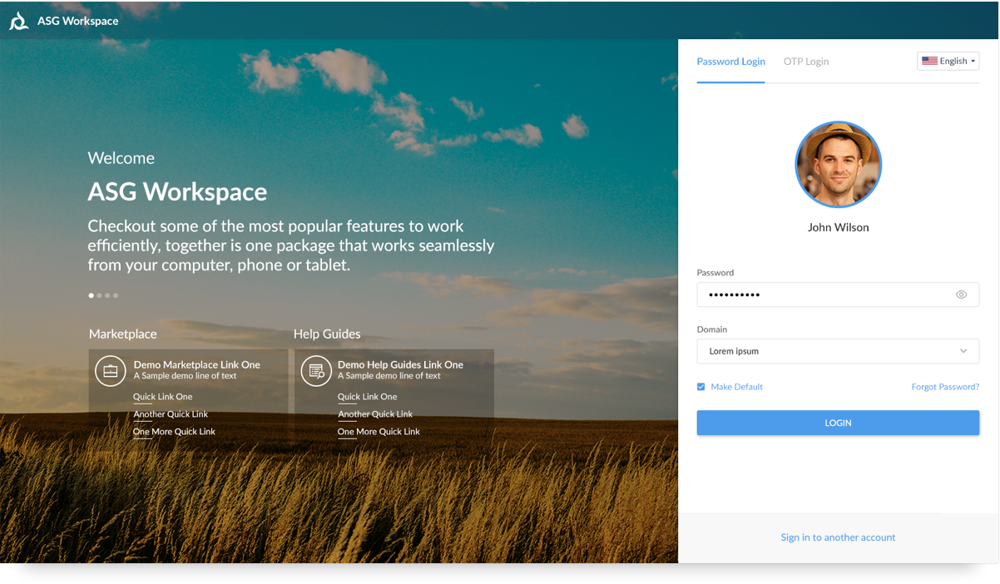 ASG Workspace
Password Login
OTP Login
English
Welcome
ASG Workspace
Checkout some of the most popular features to work
efficiently, together is one package that works seamlessly
from your computer, phone or tablet.
Marketplace
Demo Marketplace Link One
A Sample demo line of text
Quick Link One
Another Quick Link
One More Quick Link
Help Guides
Demo Help Guides Link One
A Sample demo line of text
Quick Link One
Another Quick Link
One More Quick Link
John Wilson
Password
••••••••••
Domain
Lorem ipsum
Make Default
Forgot Password?
LOGIN
Sign in to another account